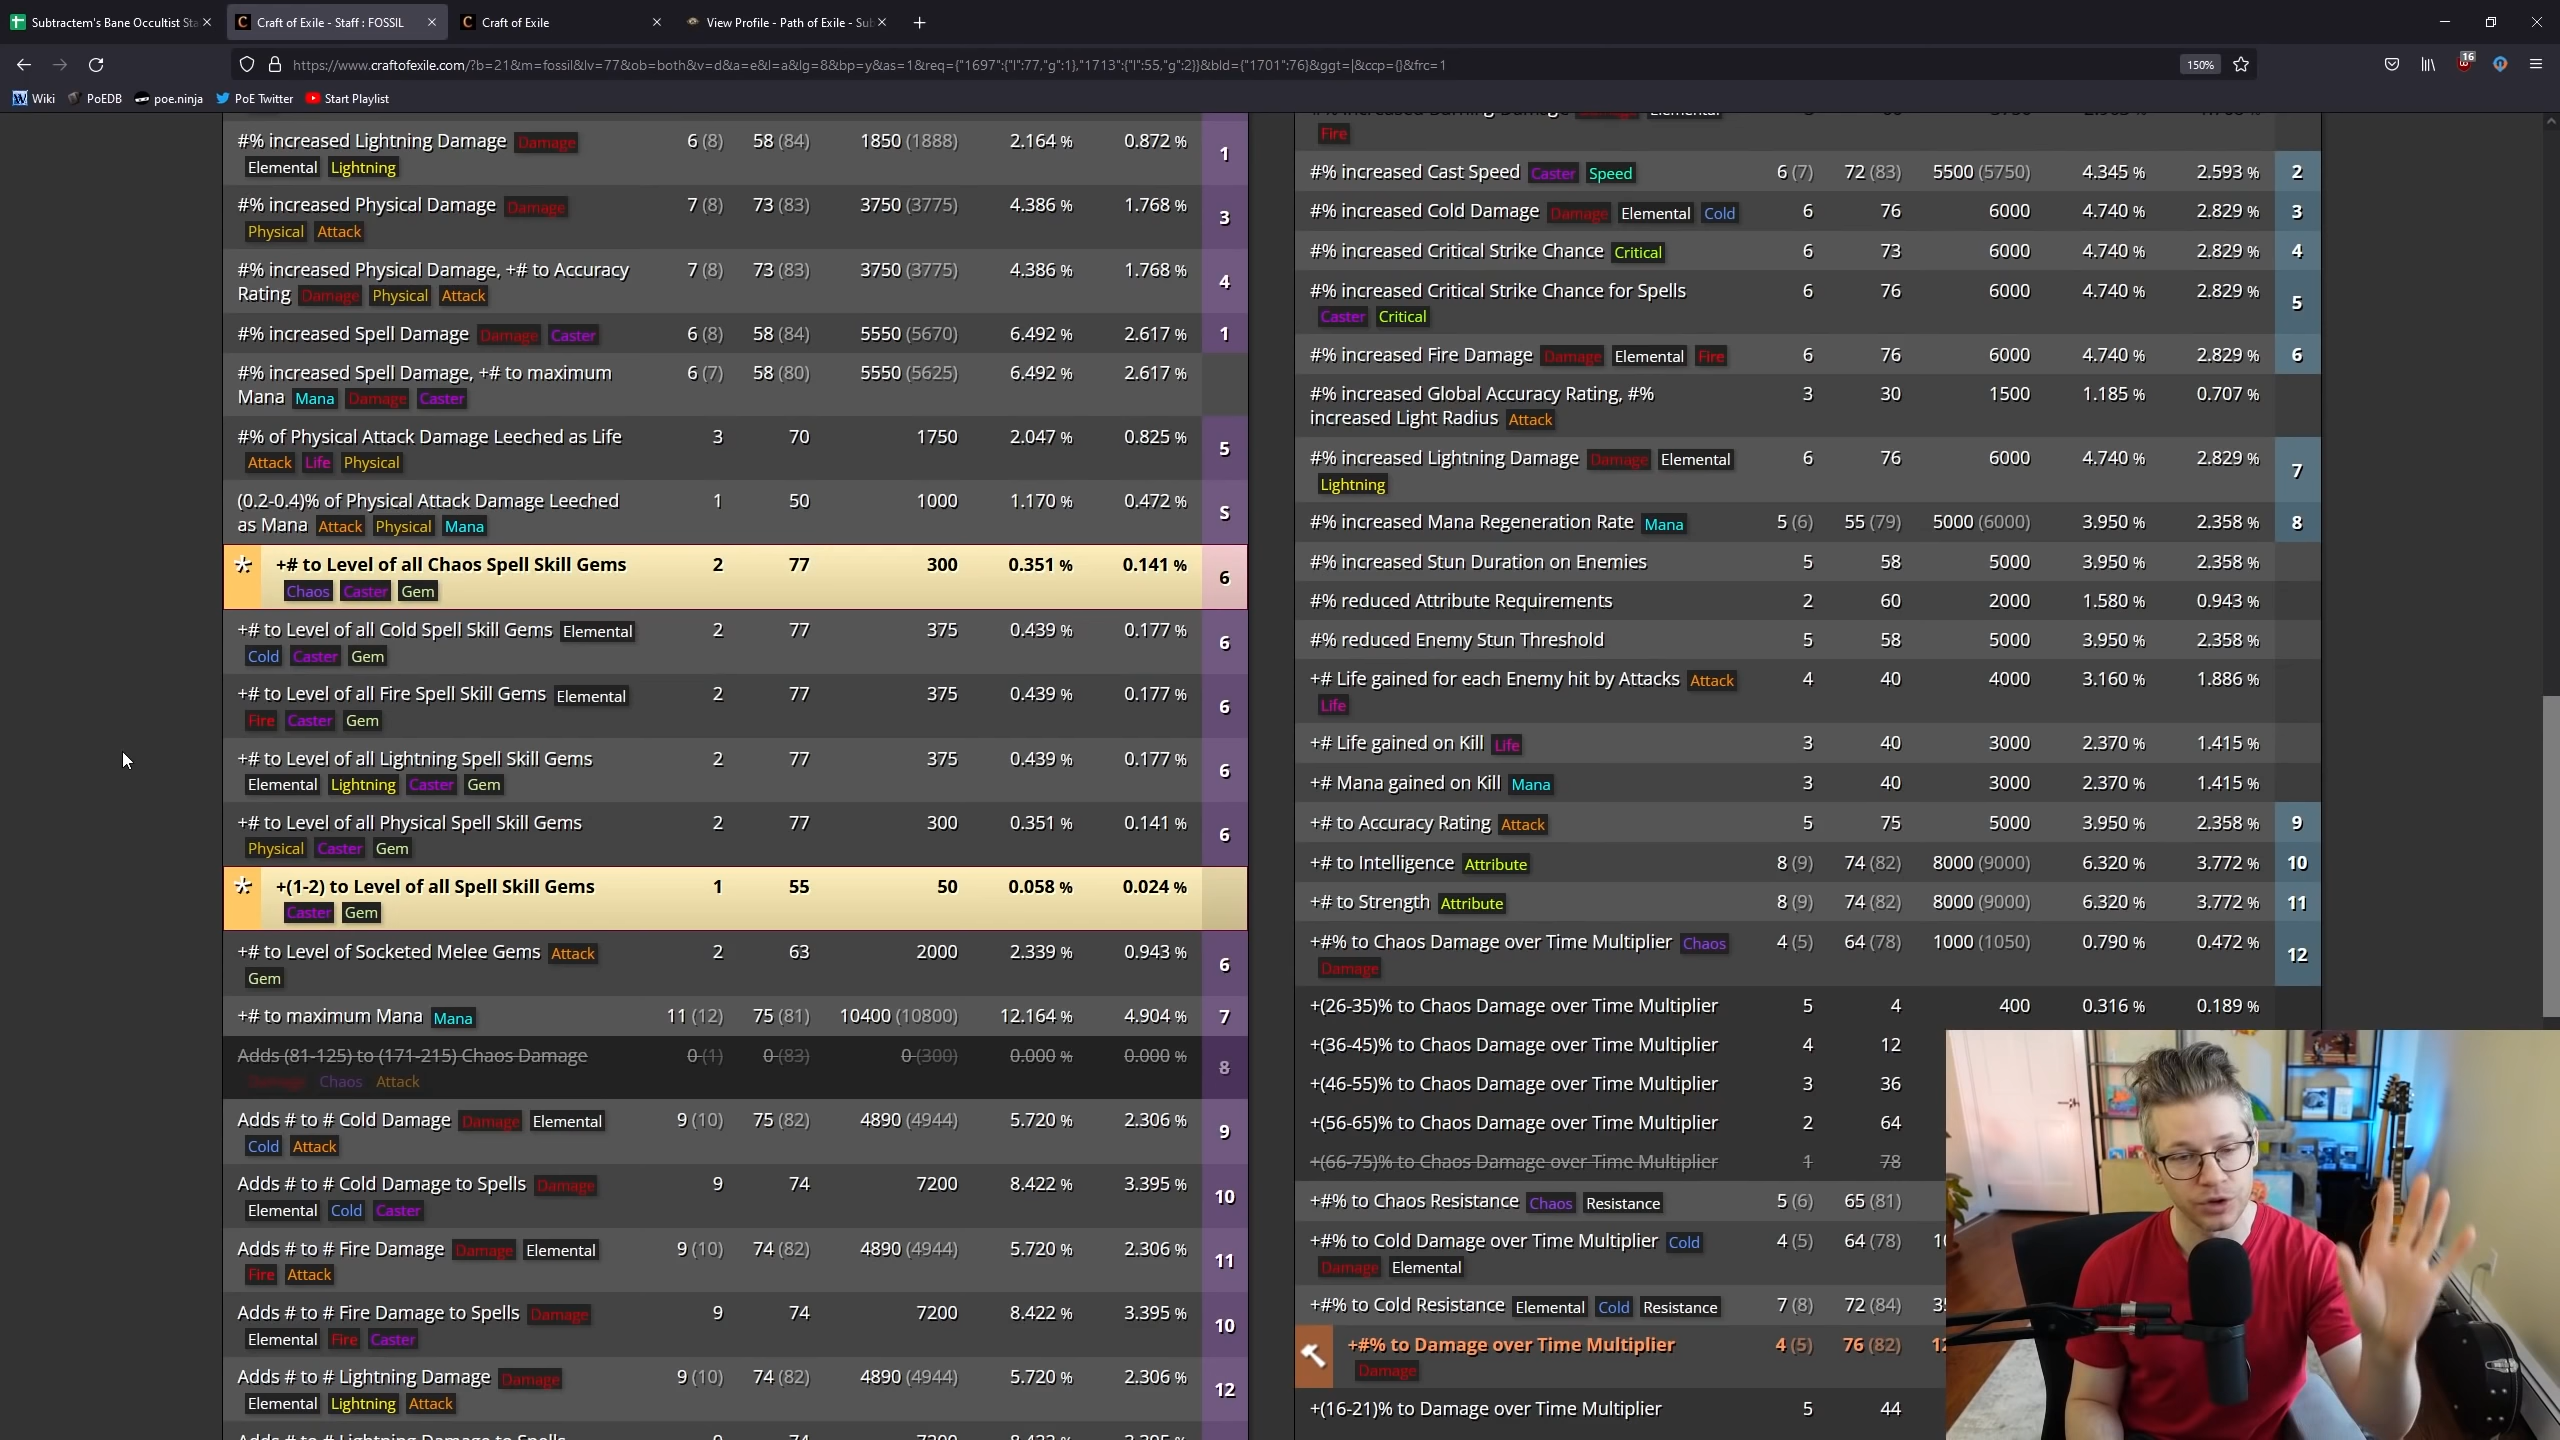 Subtractem's Bane Occultist Sta
Craft of Exile - Staff : FOSSIL
Craft of Exile
View Profile - Path of Exile - Sub
https://www.craftofexile.com/?b=21&m=fossil&lv=77&ob=both&v=d&a=e&l=a&lg=8&bp=y&as=1&req={"1697":{"l":77,"g":1},"1713":{"l":55,"g":2}}&bld={"1701":76}&ggt=|&ccp={}&frc=1
150%
16
Wiki PoEDB poe.ninja PoE Twitter Start Playlist
#% increased Lightning Damage Damage 6 (8) 58 (84) 1850 (1888) 2.164 % 0.872 % 1
Elemental Lightning
#% increased Physical Damage Damage 7 (8) 73 (83) 3750 (3775) 4.386 % 1.768 % 3
Physical Attack
#% increased Physical Damage, +# to Accuracy 7 (8) 73 (83) 3750 (3775) 4.386 % 1.768 % 4
Rating Damage Physical Attack
#% increased Spell Damage Damage Caster 6 (8) 58 (84) 5550 (5670) 6.492 % 2.617 % 1
#% increased Spell Damage, +# to maximum 6 (7) 58 (80) 5550 (5625) 6.492 % 2.617 %
Mana Mana Damage Caster
#% of Physical Attack Damage Leeched as Life 3 70 1750 2.047 % 0.825 % 5
Attack Life Physical
(0.2-0.4)% of Physical Attack Damage Leeched 1 50 1000 1.170 % 0.472 % S
as Mana Attack Physical Mana
* +# to Level of all Chaos Spell Skill Gems 2 77 300 0.351 % 0.141 % 6
Chaos Caster Gem
+# to Level of all Cold Spell Skill Gems Elemental 2 77 375 0.439 % 0.177 % 6
Cold Caster Gem
+# to Level of all Fire Spell Skill Gems Elemental 2 77 375 0.439 % 0.177 % 6
Fire Caster Gem
+# to Level of all Lightning Spell Skill Gems 2 77 375 0.439 % 0.177 % 6
Elemental Lightning Caster Gem
+# to Level of all Physical Spell Skill Gems 2 77 300 0.351 % 0.141 % 6
Physical Caster Gem
* +(1-2) to Level of all Spell Skill Gems 1 55 50 0.058 % 0.024 %
Caster Gem
+# to Level of Socketed Melee Gems Attack 2 63 2000 2.339 % 0.943 % 6
Gem
+# to maximum Mana Mana 11 (12) 75 (81) 10400 (10800) 12.164 % 4.904 % 7
Adds (81-125) to (171-215) Chaos Damage 0 (1) 0 (83) 0 (300) 0.000 % 0.000 % 8
Damage Chaos Attack
Adds # to # Cold Damage Damage Elemental 9 (10) 75 (82) 4890 (4944) 5.720 % 2.306 % 9
Cold Attack
Adds # to # Cold Damage to Spells Damage 9 74 7200 8.422 % 3.395 % 10
Elemental Cold Caster
Adds # to # Fire Damage Damage Elemental 9 (10) 74 (82) 4890 (4944) 5.720 % 2.306 % 11
Fire Attack
Adds # to # Fire Damage to Spells Damage 9 74 7200 8.422 % 3.395 % 10
Elemental Fire Caster
Adds # to # Lightning Damage Damage 9 (10) 74 (82) 4890 (4944) 5.720 % 2.306 % 12
Elemental Lightning Attack
Fire
#% increased Cast Speed Caster Speed 6 (7) 72 (83) 5500 (5750) 4.345 % 2.593 % 2
#% increased Cold Damage Damage Elemental Cold 6 76 6000 4.740 % 2.829 % 3
#% increased Critical Strike Chance Critical 6 73 6000 4.740 % 2.829 % 4
#% increased Critical Strike Chance for Spells 6 76 6000 4.740 % 2.829 % 5
Caster Critical
#% increased Fire Damage Damage Elemental Fire 6 76 6000 4.740 % 2.829 % 6
#% increased Global Accuracy Rating, #% 3 30 1500 1.185 % 0.707 %
increased Light Radius Attack
#% increased Lightning Damage Damage Elemental 6 76 6000 4.740 % 2.829 % 7
Lightning
#% increased Mana Regeneration Rate Mana 5 (6) 55 (79) 5000 (6000) 3.950 % 2.358 % 8
#% increased Stun Duration on Enemies 5 58 5000 3.950 % 2.358 %
#% reduced Attribute Requirements 2 60 2000 1.580 % 0.943 %
#% reduced Enemy Stun Threshold 5 58 5000 3.950 % 2.358 %
+# Life gained for each Enemy hit by Attacks Attack 4 40 4000 3.160 % 1.886 %
Life
+# Life gained on Kill Life 3 40 3000 2.370 % 1.415 %
+# Mana gained on Kill Mana 3 40 3000 2.370 % 1.415 %
+# to Accuracy Rating Attack 5 75 5000 3.950 % 2.358 % 9
+# to Intelligence Attribute 8 (9) 74 (82) 8000 (9000) 6.320 % 3.772 % 10
+# to Strength Attribute 8 (9) 74 (82) 8000 (9000) 6.320 % 3.772 % 11
+#% to Chaos Damage over Time Multiplier Chaos 4 (5) 64 (78) 1000 (1050) 0.790 % 0.472 % 12
Damage
+(26-35)% to Chaos Damage over Time Multiplier 5 4 400 0.316 % 0.189 %
+(36-45)% to Chaos Damage over Time Multiplier 4 12
+(46-55)% to Chaos Damage over Time Multiplier 3 36
+(56-65)% to Chaos Damage over Time Multiplier 2 64
+(66-75)% to Chaos Damage over Time Multiplier 1 78
+#% to Chaos Resistance Chaos Resistance 5 (6) 65 (81)
+#% to Cold Damage over Time Multiplier Cold 4 (5) 64 (78)
Damage Elemental
+#% to Cold Resistance Elemental Cold Resistance 7 (8) 72 (84)
+#% to Damage over Time Multiplier 4 (5) 76 (82)
Damage
+(16-21)% to Damage over Time Multiplier 5 44